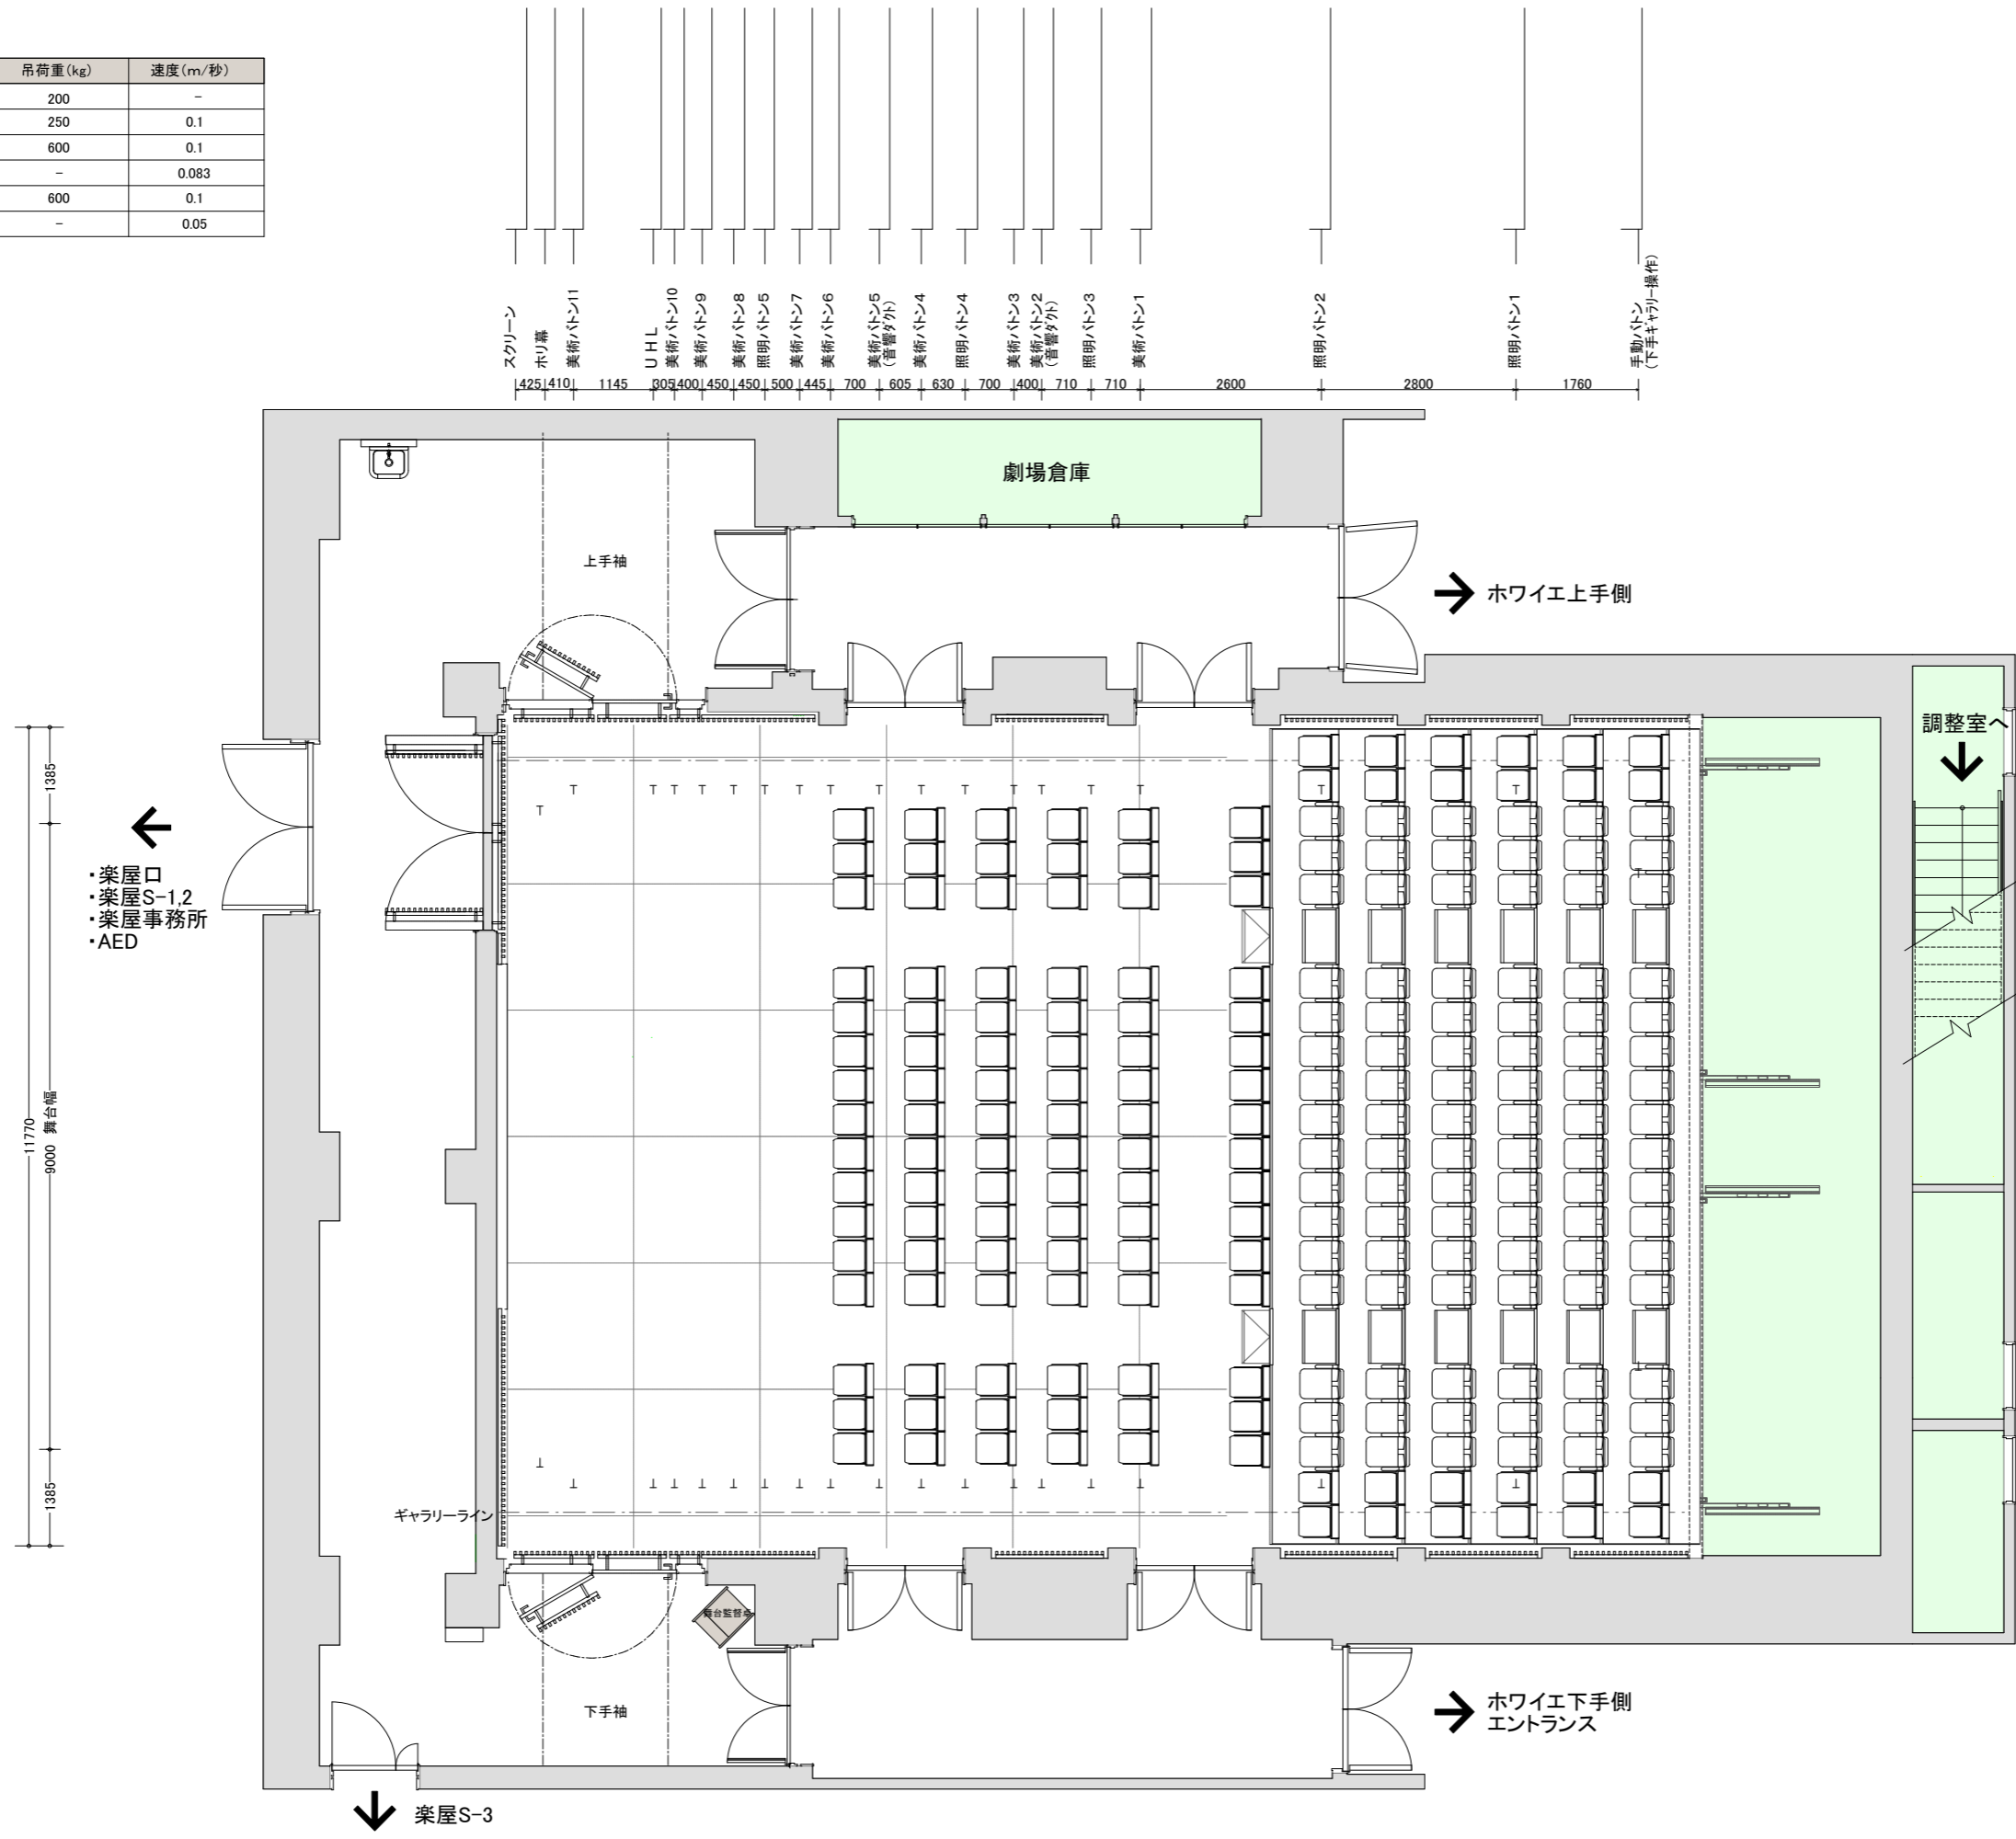 吊荷重(kg) 速度(m/秒)
200 -
250 0.1
600 0.1
- 0.083
600 0.1
- 0.05
スクリーン
ホリ幕
美術バトン11
UHL
美術バトン10
美術バトン9
美術バトン8
照明バトン5
美術バトン7
美術バトン6
美術バトン5
(音響ダクト)
美術バトン4
照明バトン4
美術バトン3
美術バトン2
(音響ダクト)
照明バトン3
美術バトン1
照明バトン2
照明バトン1
手動バトン
(下手ギャラリー操作)
425 410 1145 305 400 450 450 500 445 700 605 630 700 400 710 710 2600 2800 1760
劇場倉庫
上手袖
ホワイエ上手側
調整室へ
1385
11770
9000 舞台幅
1385
・楽屋口
・楽屋S-1,2
・楽屋事務所
・AED
ギャラリーライン
舞台監督卓
下手袖
ホワイエ下手側
エントランス
楽屋S-3